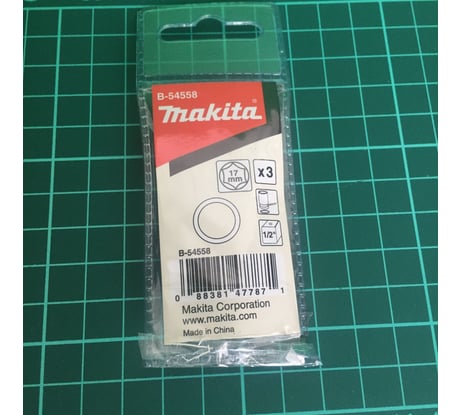 B-54558
makita
17
mm
x3
1/2"
B-54558
0 88381 47787 1
Makita Corporation
www.makita.com
Made in China